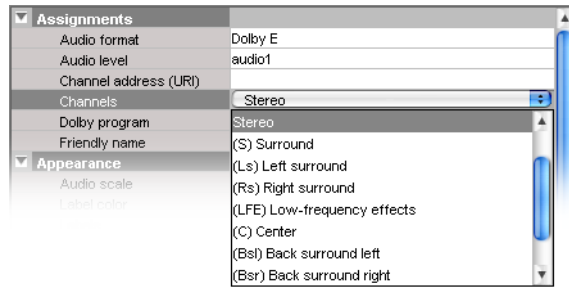 Assignments
Audio format Dolby E
Audio level audio1
Channel address (URI)
Channels Stereo
Dolby program Stereo
Friendly name (S) Surround
Appearance (Ls) Left surround
Audio scale (Rs) Right surround
Label color (LFE) Low-frequency effects
(C) Center
(Bsl) Back surround left
(Bsr) Back surround right